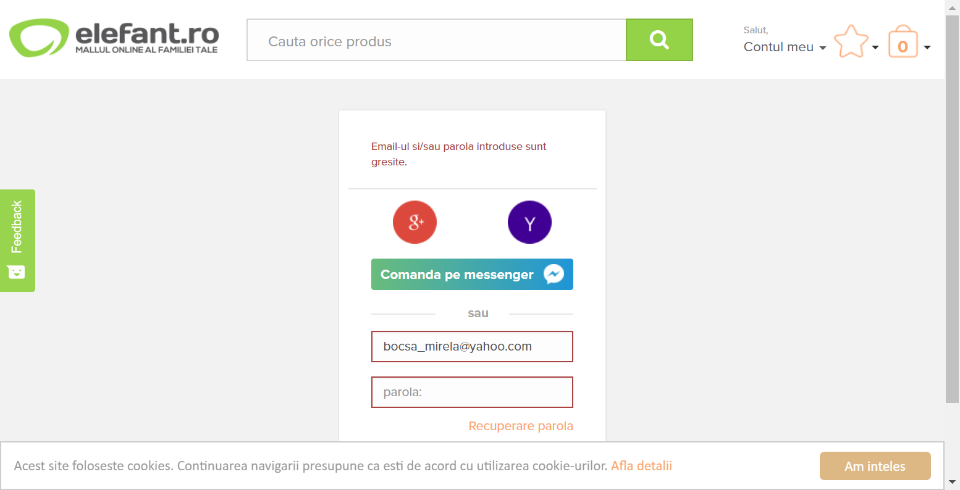 elefant.ro
MALLUL ONLINE AL FAMILIEI TALE
Cauta orice produs
Salut,
Contul meu
0
Email-ul si/sau parola introduse sunt
gresite.
Feedback
g+
Y
Comanda pe messenger
sau
bocsa_mirela@yahoo.com
parola:
Recuperare parola
Acest site foloseste cookies. Continuarea navigarii presupune ca esti de acord cu utilizarea cookie-urilor. Afla detalii
Am inteles